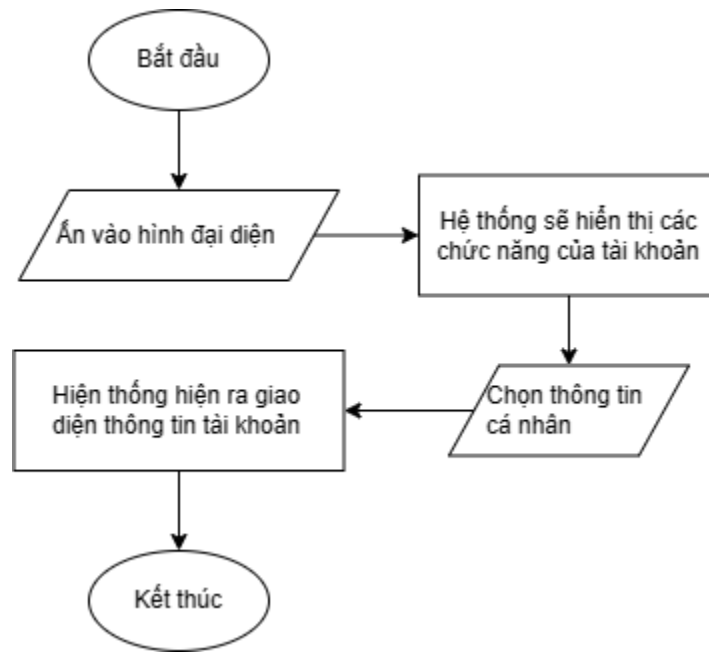 Bắt đầu
Ấn vào hình đại diện
Hệ thống sẽ hiển thị các
chức năng của tài khoản
Chọn thông tin
cá nhân
Hiện thống hiện ra giao
diện thông tin tài khoản
Kết thúc